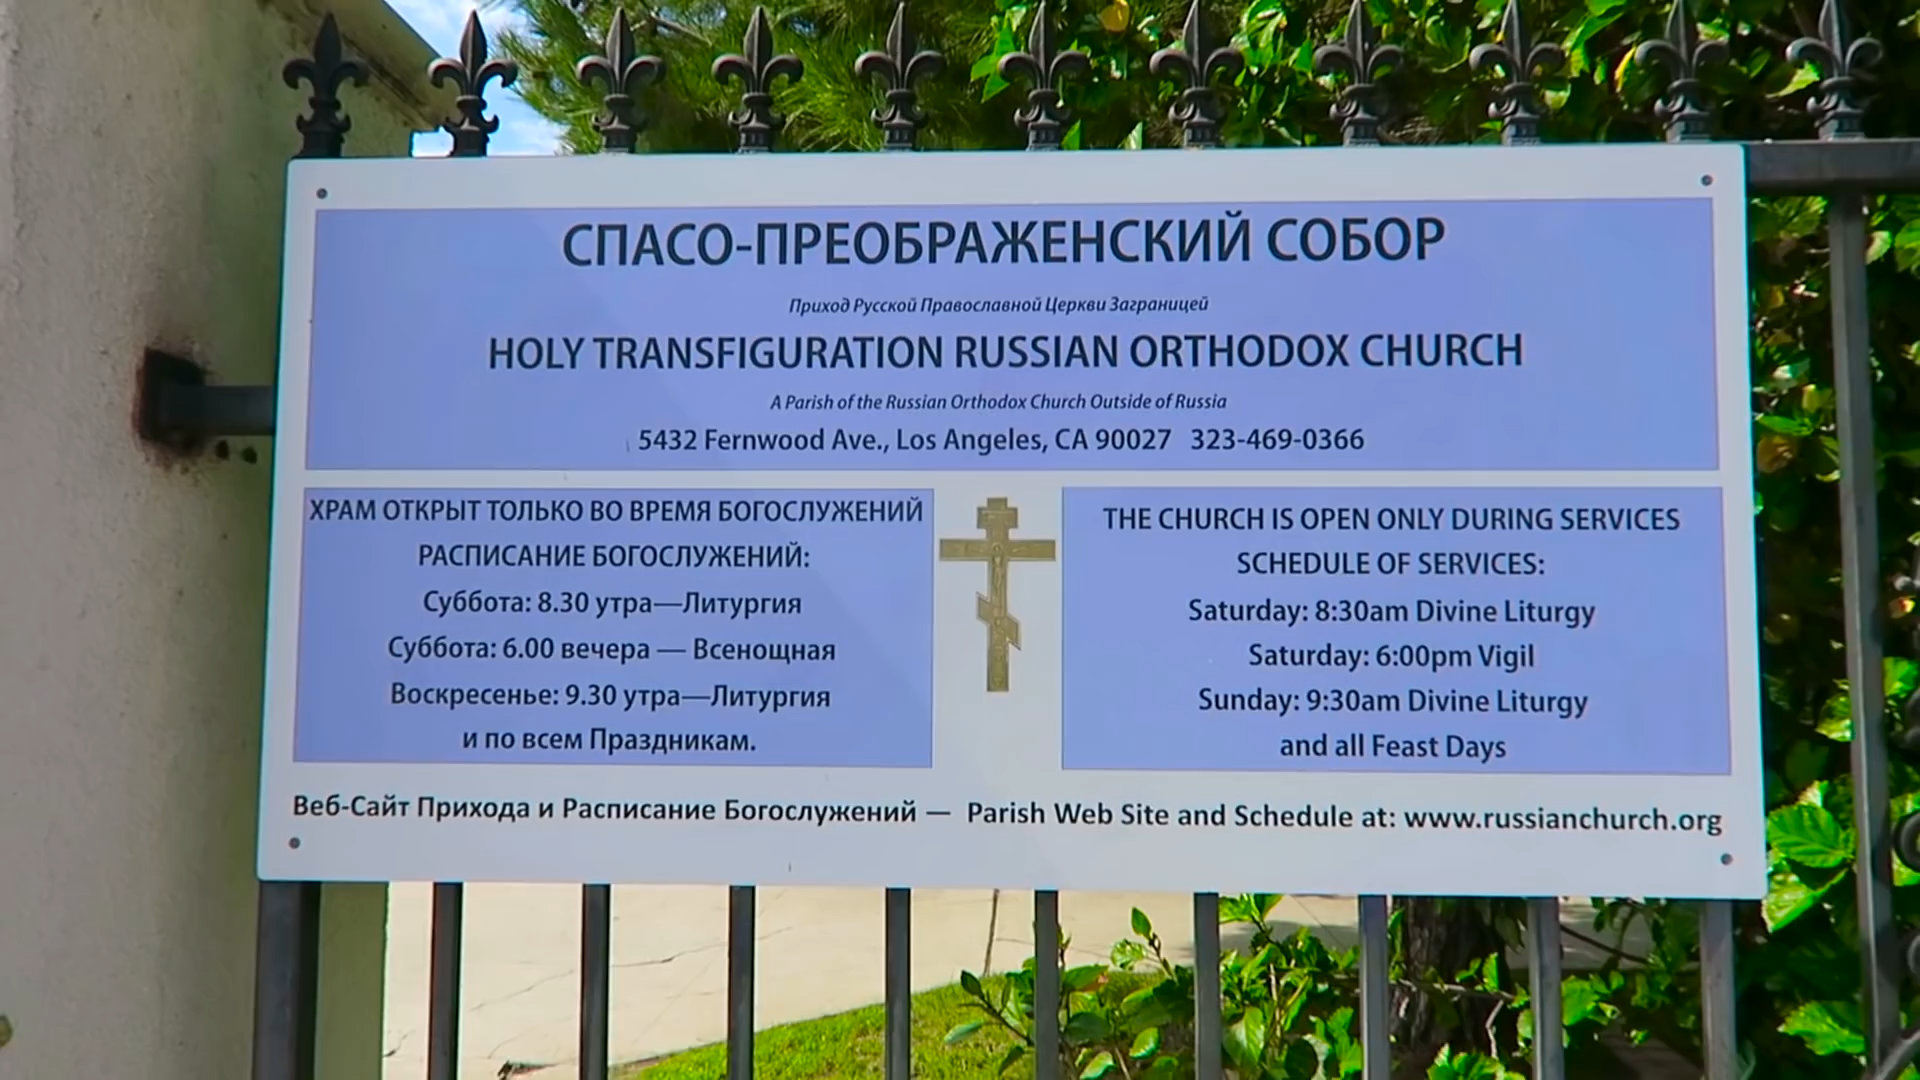 СПАСО-ПРЕОБРАЖЕНСКИЙ СОБОР
Приход Русской Православной Церкви Заграницей
HOLY TRANSFIGURATION RUSSIAN ORTHODOX CHURCH
A Parish of the Russian Orthodox Church Outside of Russia
5432 Fernwood Ave., Los Angeles, CA 90027 323-469-0366
ХРАМ ОТКРЫТ ТОЛЬКО ВО ВРЕМЯ БОГОСЛУЖЕНИЙ
РАСПИСАНИЕ БОГОСЛУЖЕНИЙ:
Суббота: 8.30 утра—Литургия
Суббота: 6.00 вечера — Всенощная
Воскресенье: 9.30 утра—Литургия
и по всем Праздникам.
THE CHURCH IS OPEN ONLY DURING SERVICES
SCHEDULE OF SERVICES:
Saturday: 8:30am Divine Liturgy
Saturday: 6:00pm Vigil
Sunday: 9:30am Divine Liturgy
and all Feast Days
Веб-Сайт Прихода и Расписание Богослужений — Parish Web Site and Schedule at: www.russianchurch.org